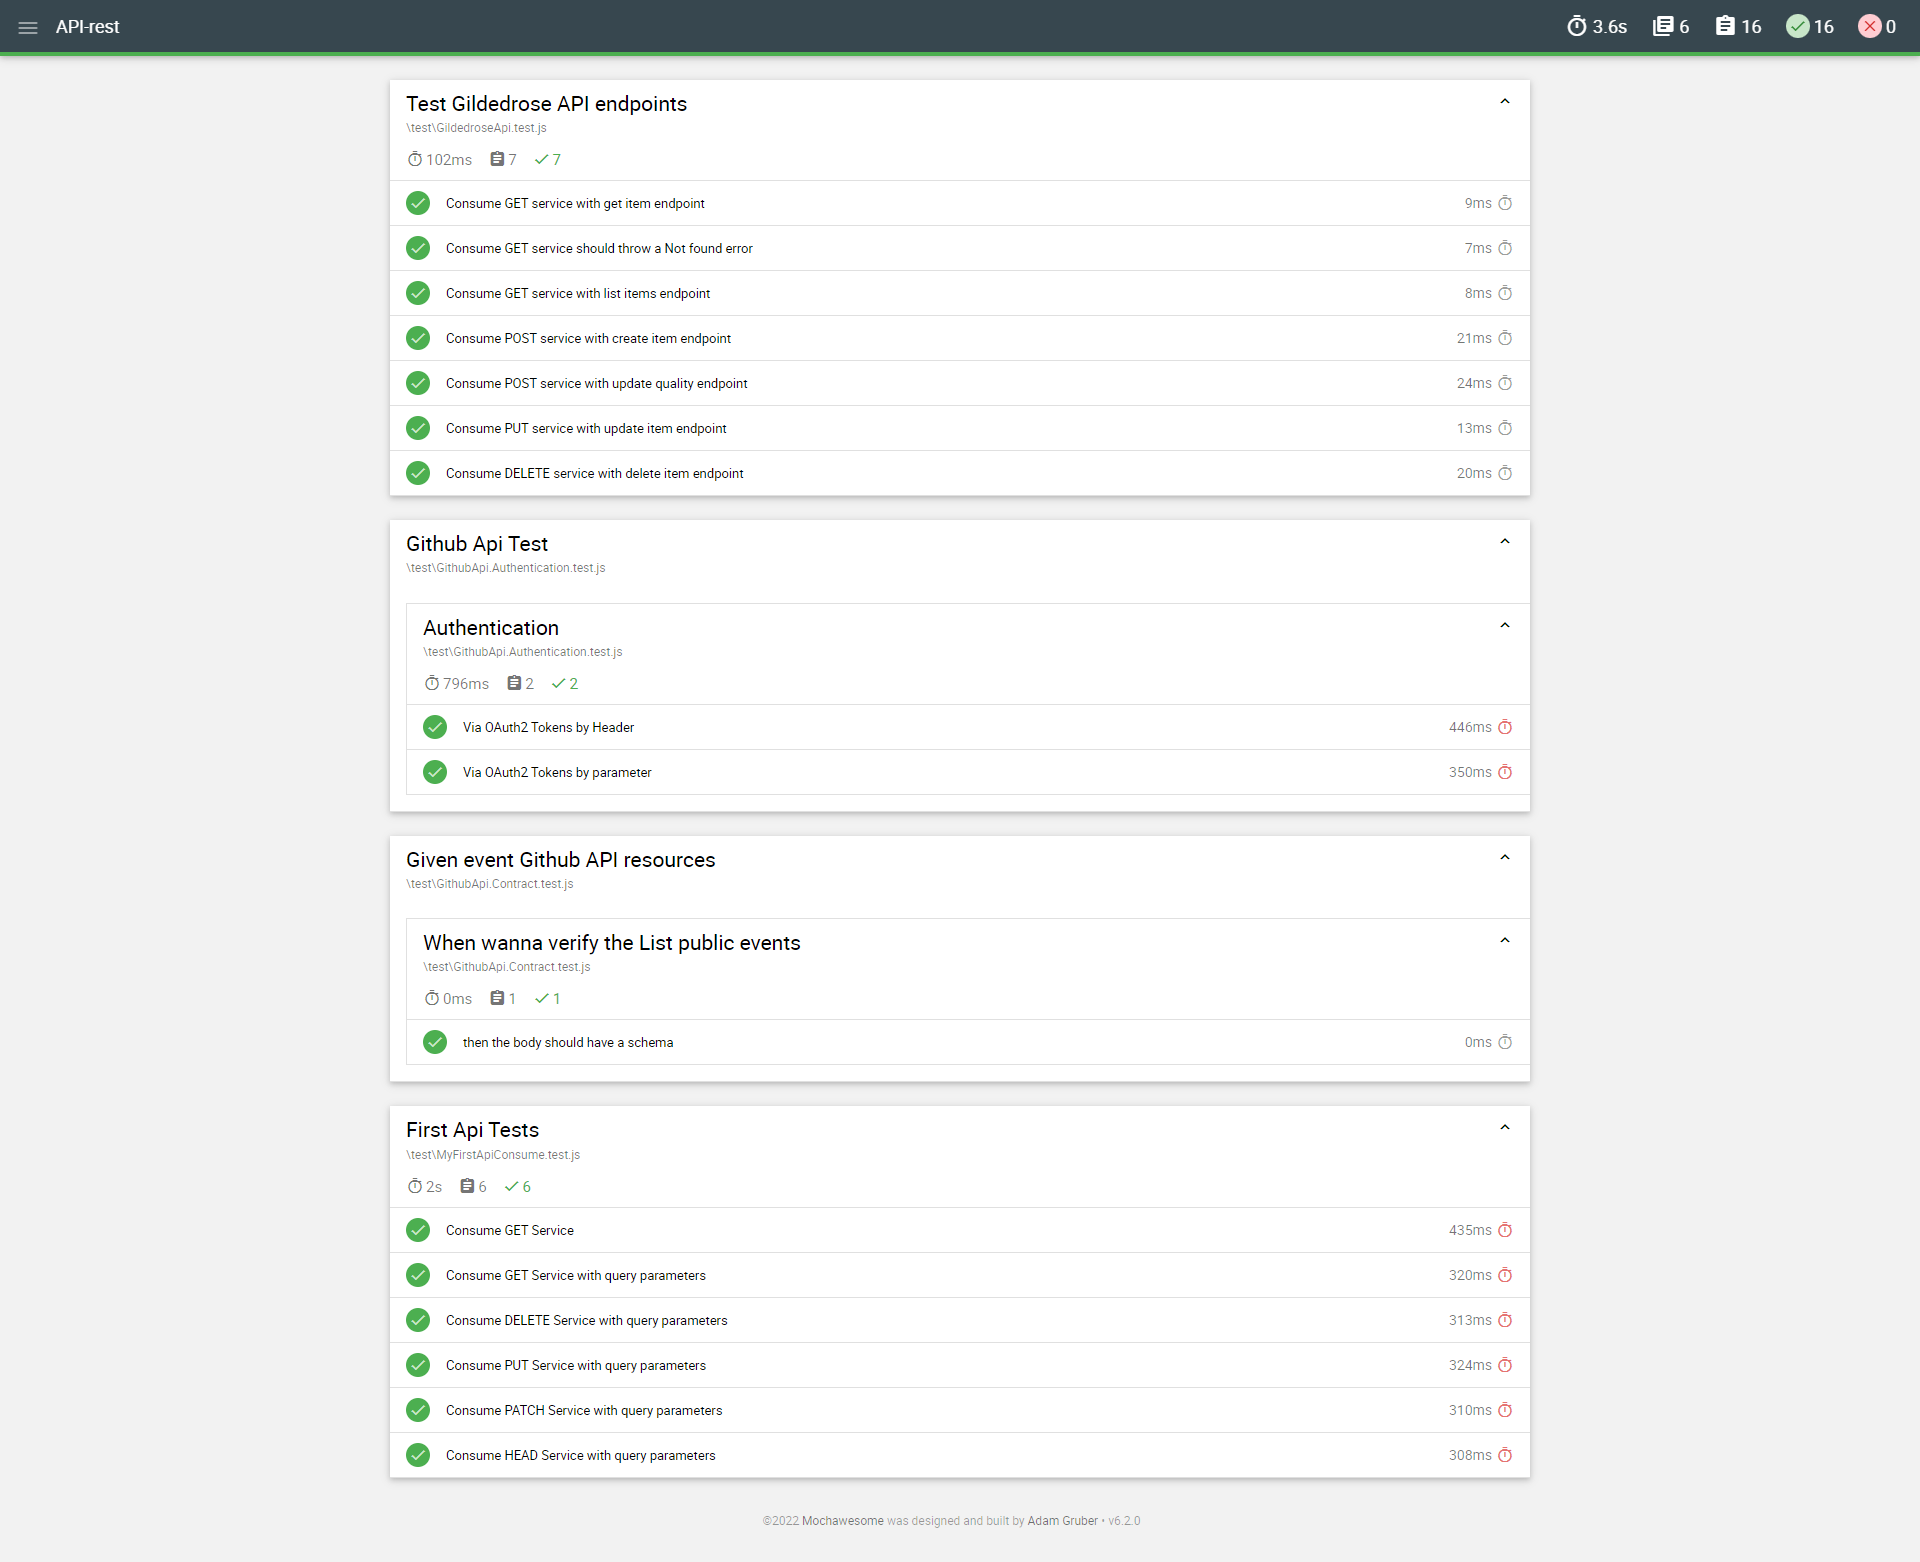 API-rest
3.6s 6 16 16 0
Test Gildedrose API endpoints
\test\GildedroseApi.test.js
102ms 7 7
Consume GET service with get item endpoint 9ms
Consume GET service should throw a Not found error 7ms
Consume GET service with list items endpoint 8ms
Consume POST service with create item endpoint 21ms
Consume POST service with update quality endpoint 24ms
Consume PUT service with update item endpoint 13ms
Consume DELETE service with delete item endpoint 20ms
Github Api Test
\test\GithubApi.Authentication.test.js
Authentication
\test\GithubApi.Authentication.test.js
796ms 2 2
Via OAuth2 Tokens by Header 446ms
Via OAuth2 Tokens by parameter 350ms
Given event Github API resources
\test\GithubApi.Contract.test.js
When wanna verify the List public events
\test\GithubApi.Contract.test.js
0ms 1 1
then the body should have a schema 0ms
First Api Tests
\test\MyFirstApiConsume.test.js
2s 6 6
Consume GET Service 435ms
Consume GET Service with query parameters 320ms
Consume DELETE Service with query parameters 313ms
Consume PUT Service with query parameters 324ms
Consume PATCH Service with query parameters 310ms
Consume HEAD Service with query parameters 308ms
©2022 Mochawesome was designed and built by Adam Gruber • v6.2.0